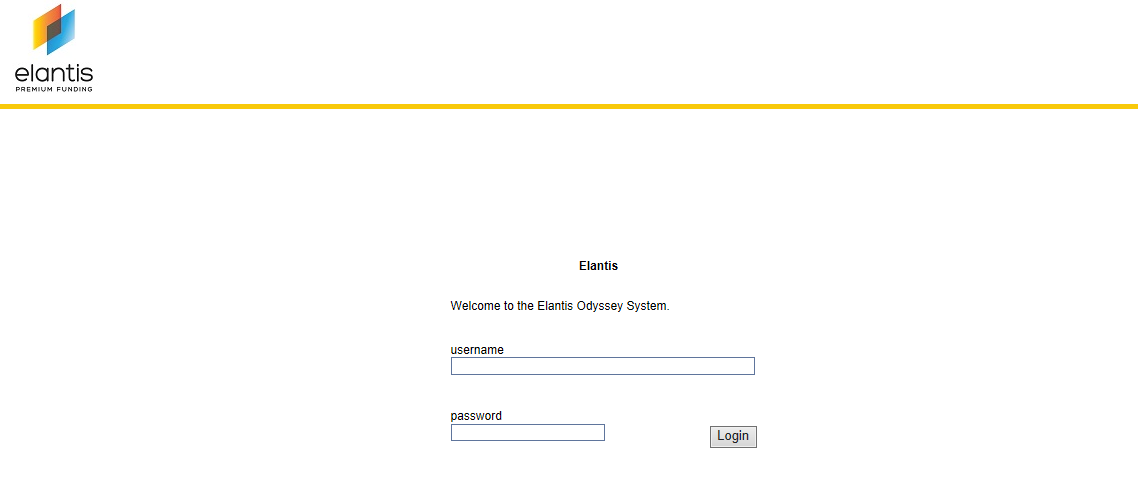 elantis
PREMIUM FUNDING
Elantis
Welcome to the Elantis Odyssey System.
username
password
Login